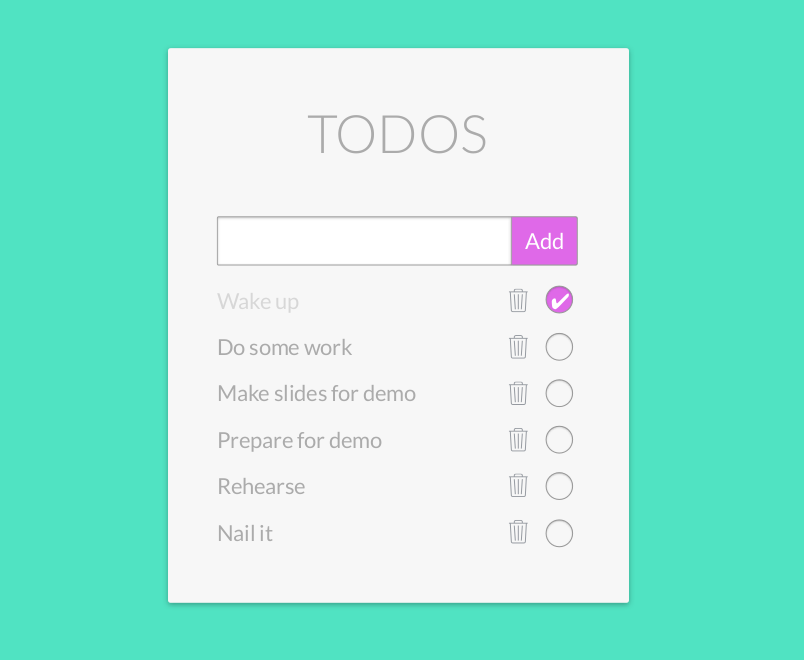 TODOS
Add
Wake up
Do some work
Make slides for demo
Prepare for demo
Rehearse
Nail it